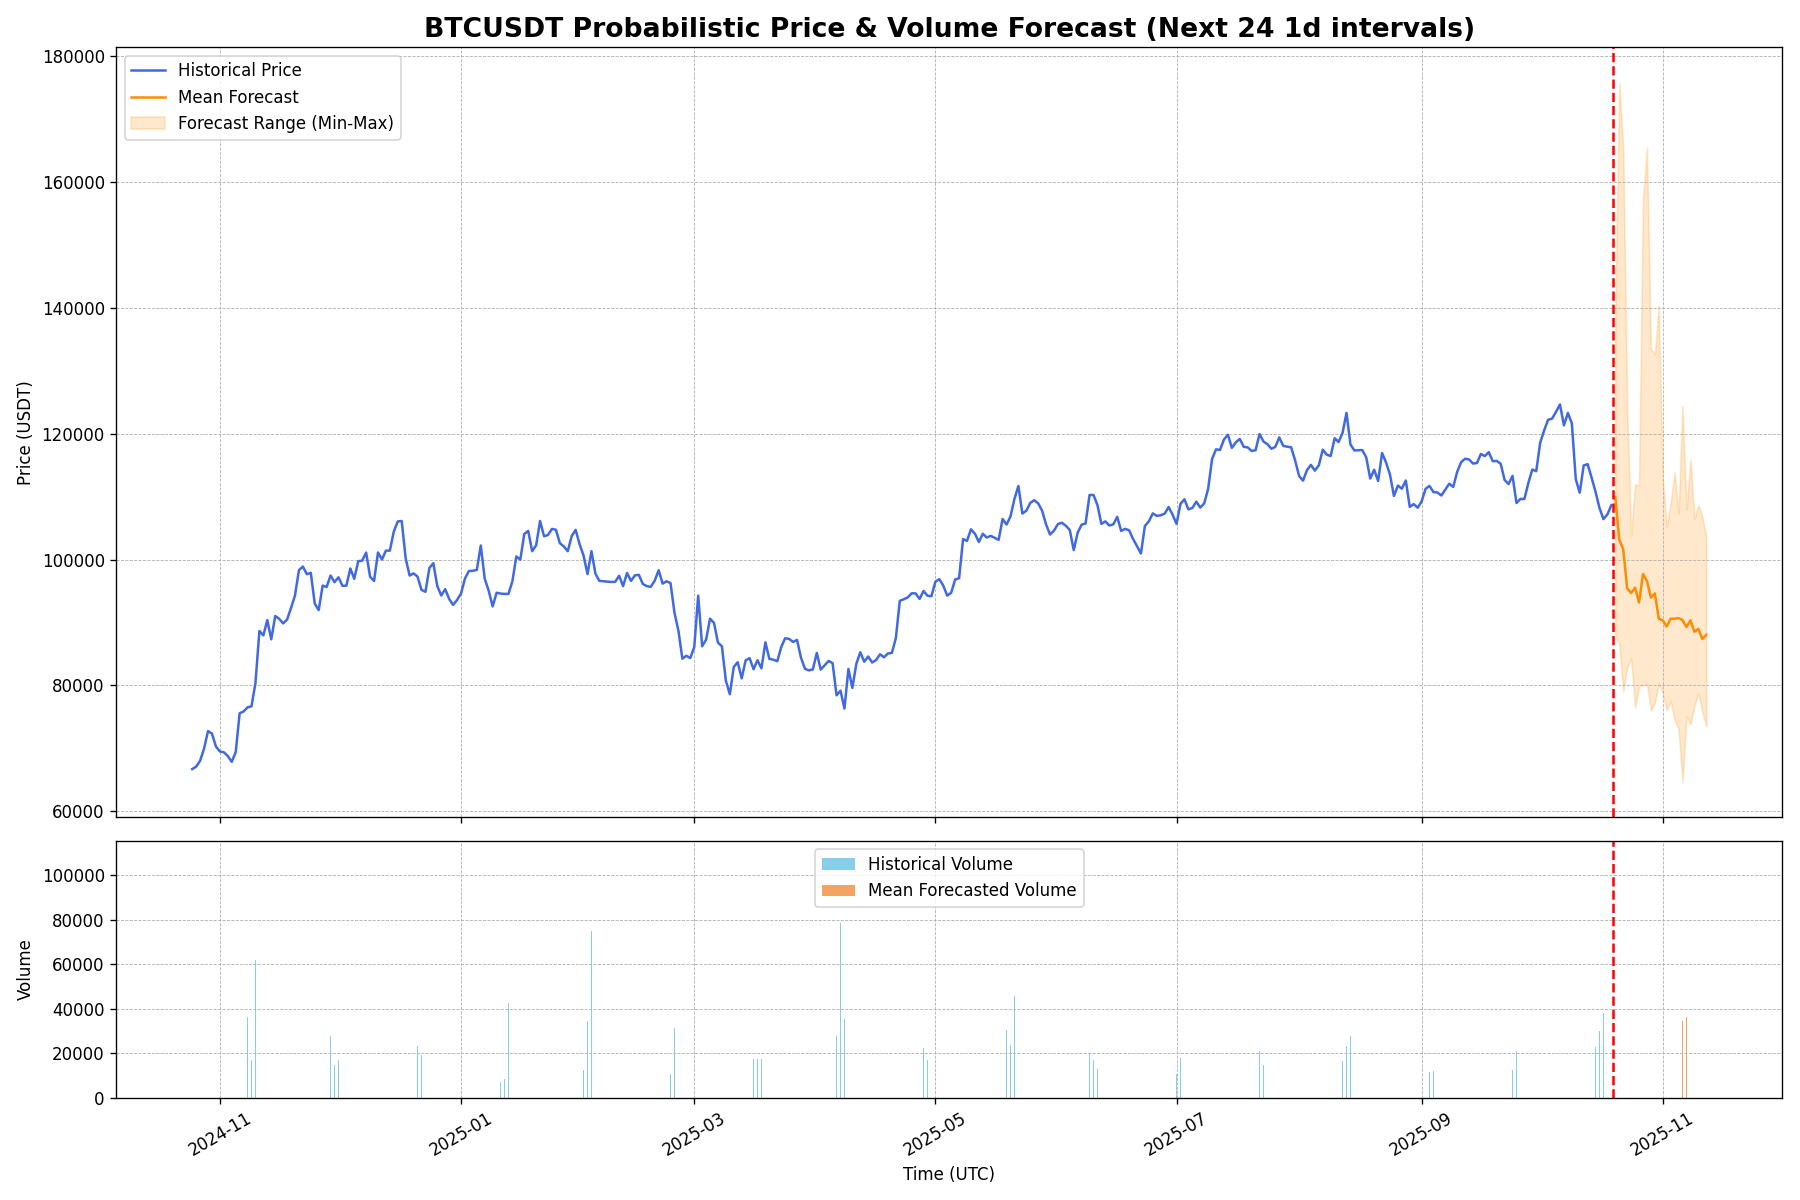 BTCUSDT Probabilistic Price & Volume Forecast (Next 24 1d intervals)
Historical Price
Mean Forecast
Forecast Range (Min-Max)
180000
160000
140000
120000
100000
80000
60000
Price (USDT)
Historical Volume
Mean Forecasted Volume
100000
80000
60000
40000
20000
0
Volume
2024-11
2025-01
2025-03
2025-05
2025-07
2025-09
2025-11
Time (UTC)